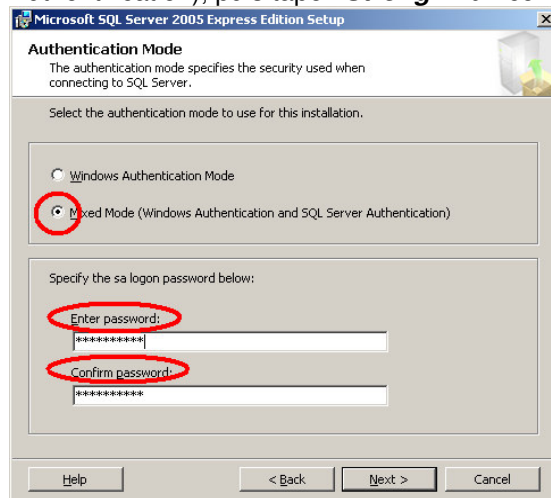 Microsoft SQL Server 2005 Express Edition Setup
Authentication Mode
The authentication mode specifies the security used when
connecting to SQL Server.
Select the authentication mode to use for this installation.
Windows Authentication Mode
Mixed Mode (Windows Authentication and SQL Server Authentication)
Specify the sa logon password below:
Enter password:
**********
Confirm password:
**********
Help
< Back
Next >
Cancel